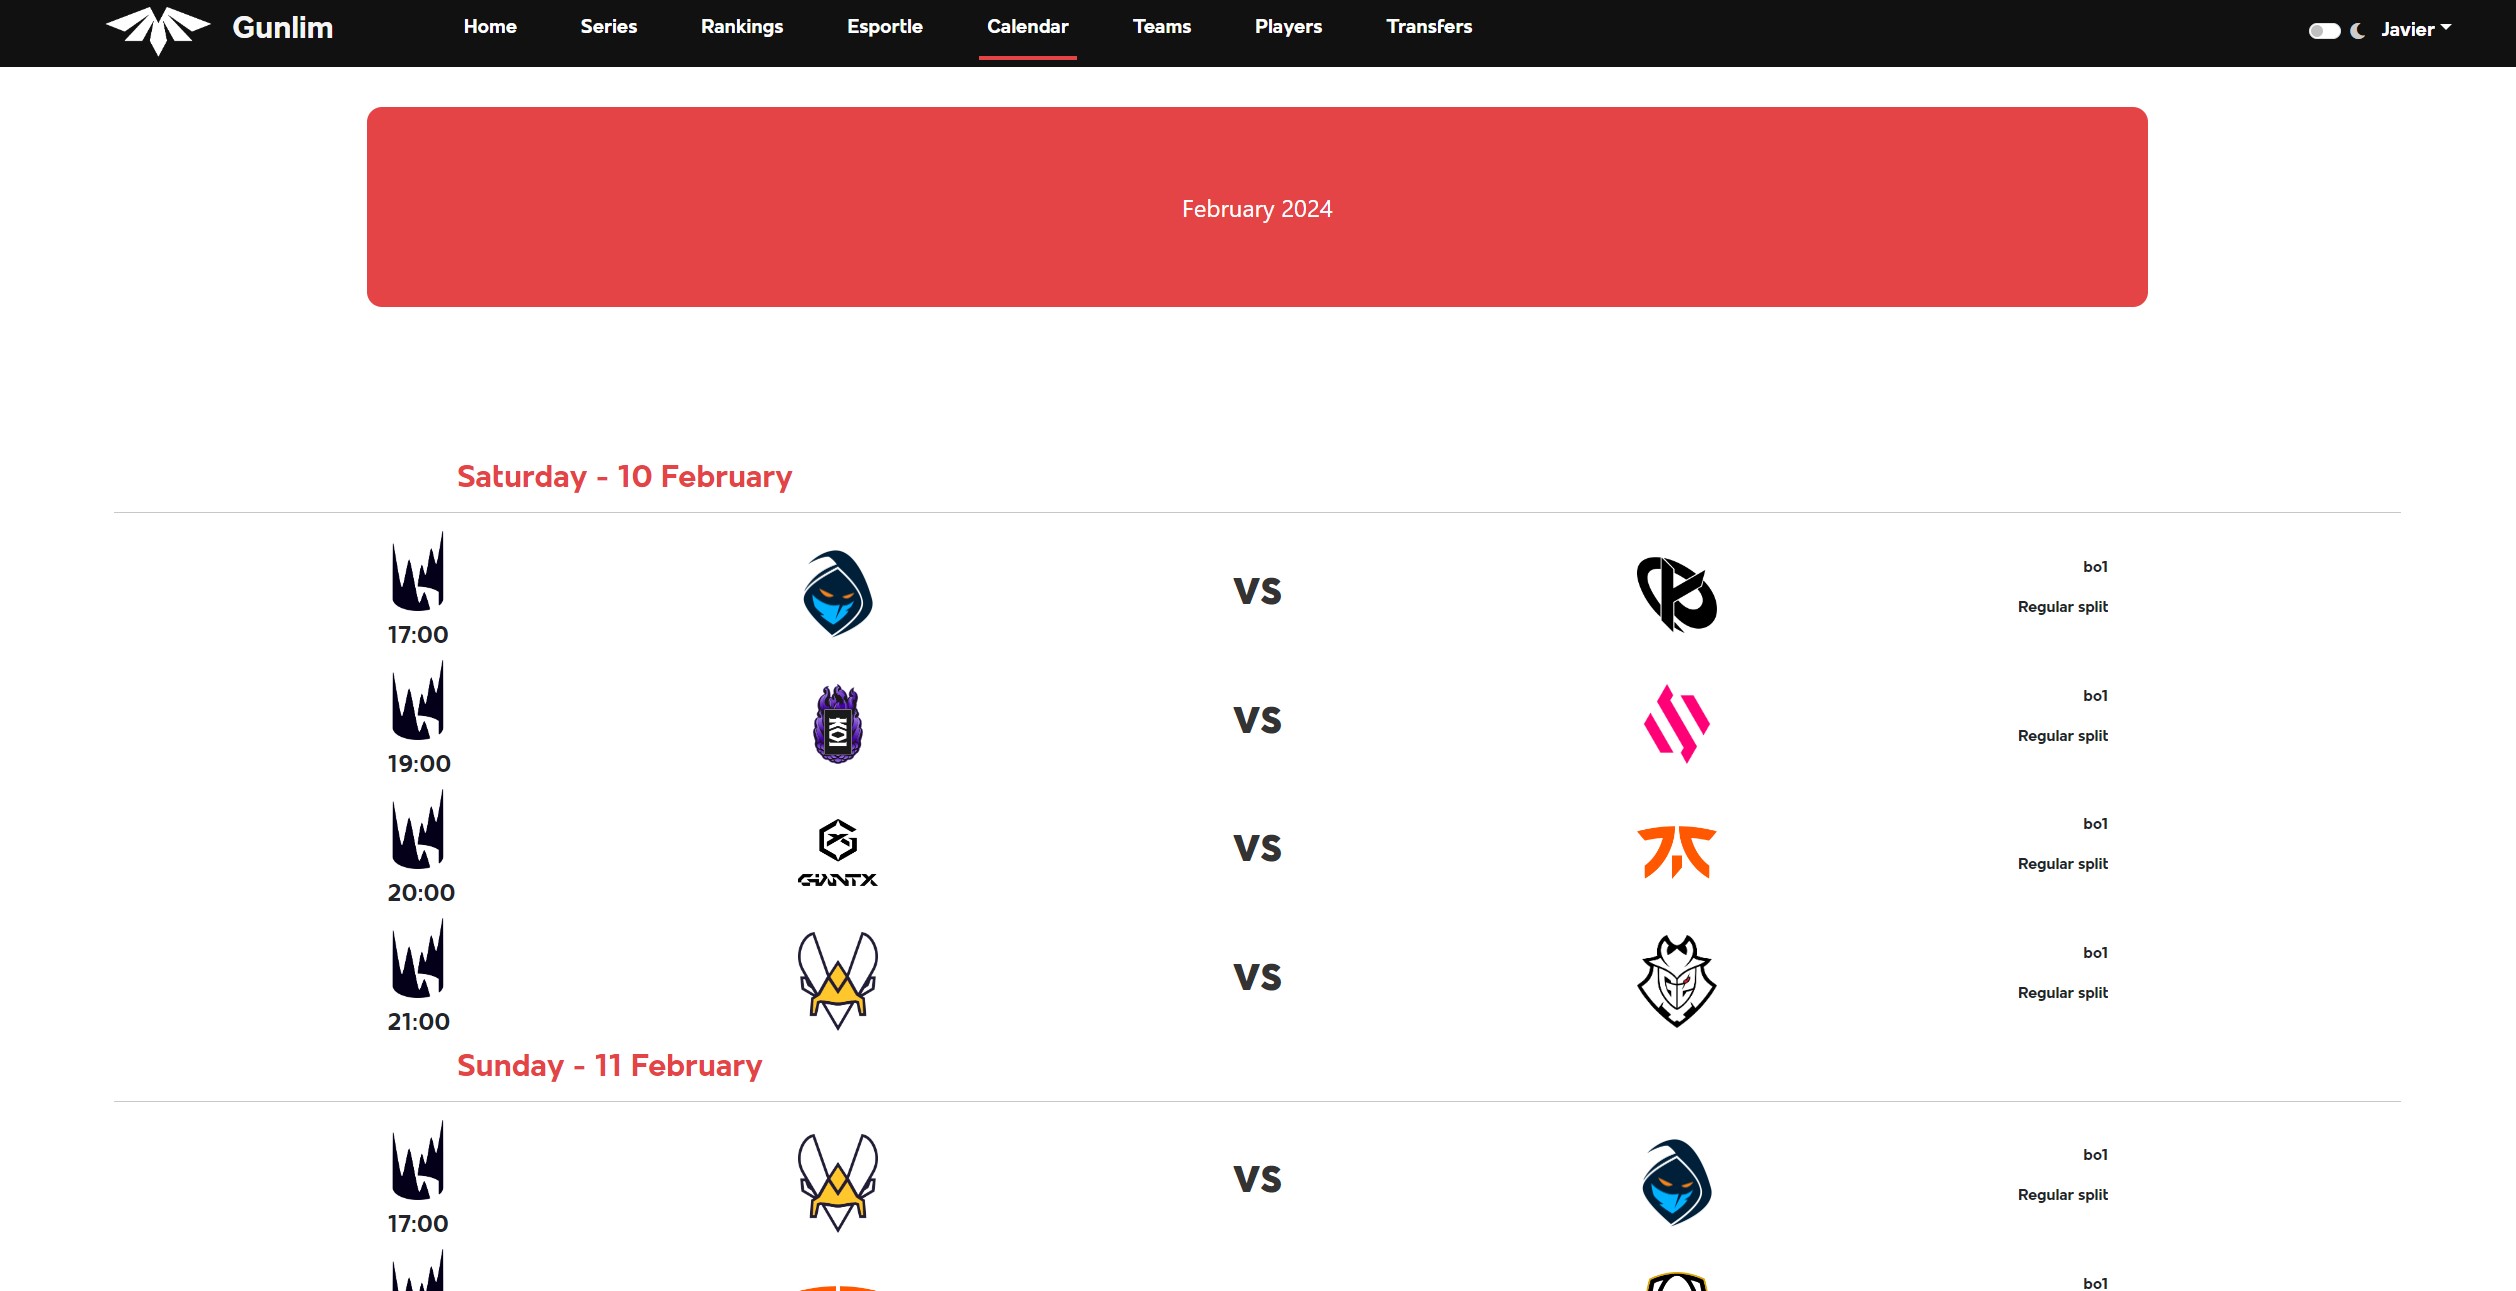 Gunlim Home Series Rankings Esportle Calendar Teams Players Transfers Javier
February 2024
Saturday - 10 February
17:00 VS bo1
Regular split
19:00 VS bo1
Regular split
20:00 GIANTX VS bo1
Regular split
21:00 VS bo1
Regular split
Sunday - 11 February
17:00 VS bo1
Regular split
bo1